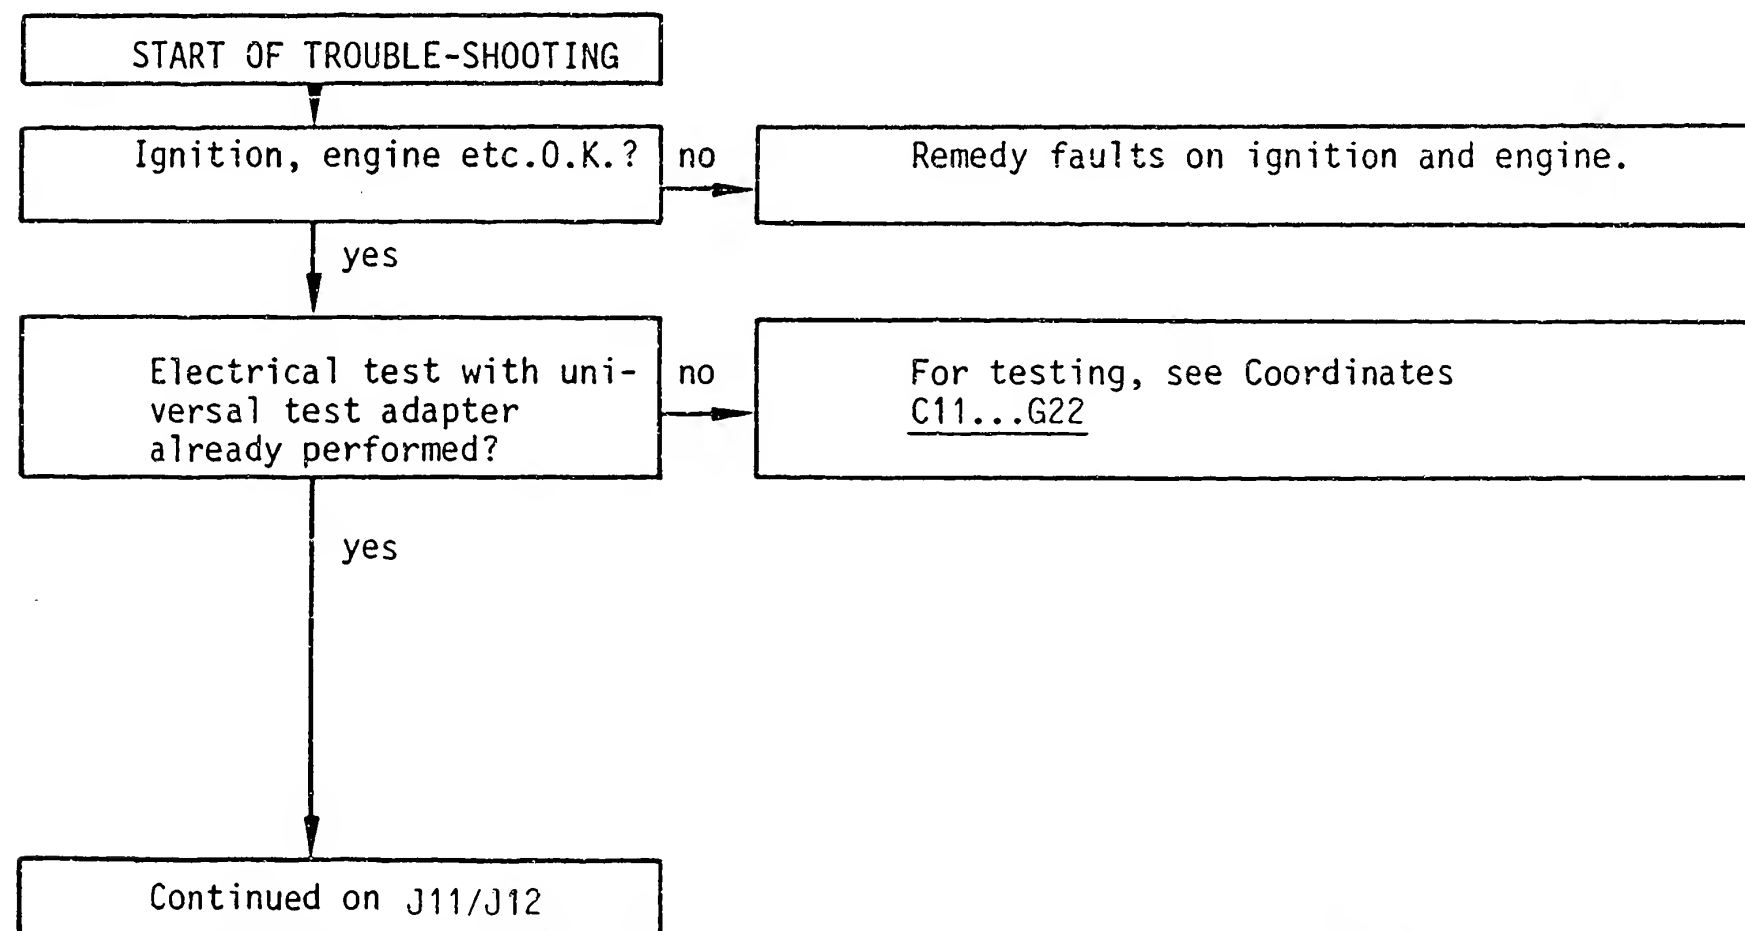 START OF TROUBLE-SHOOTING
Ignition, engine etc.O.K.?
no
Remedy faults on ignition and engine.
yes
Electrical test with uni-
versal test adapter
already performed?
no
For testing, see Coordinates
C11...G22
yes
Continued on J11/J12